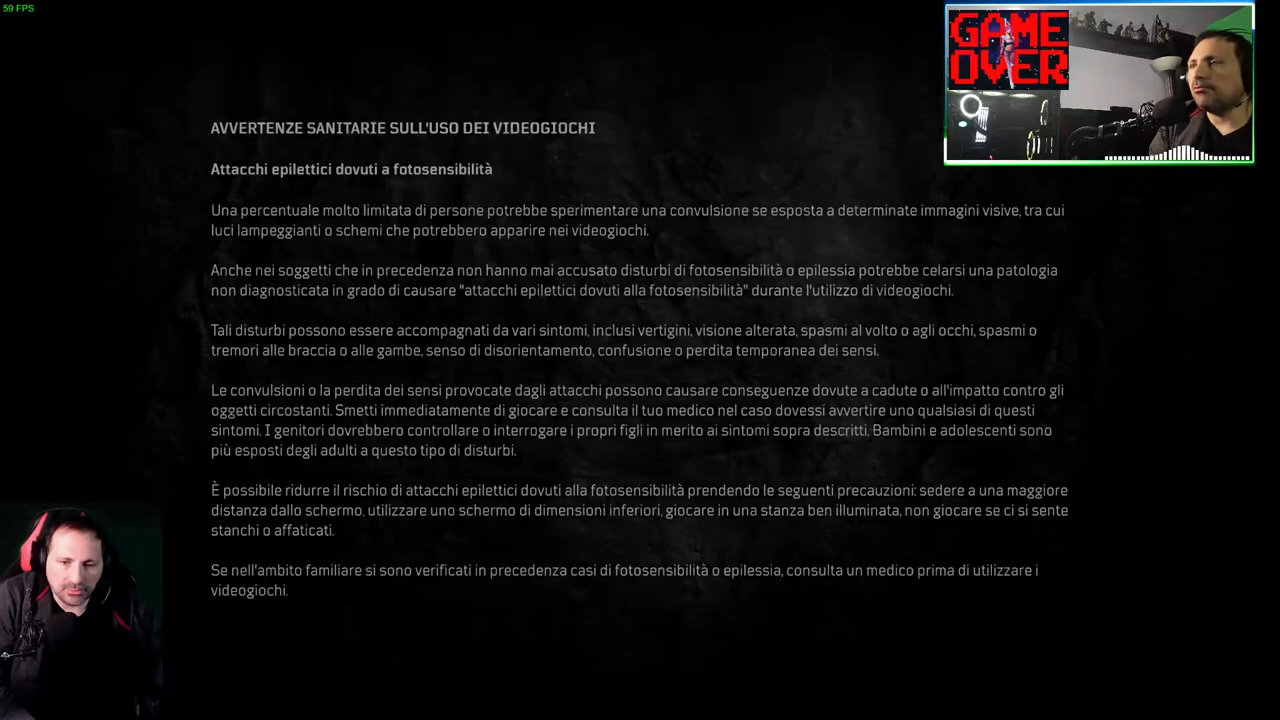 59 FPS
GAME
OVER
AVVERTENZE SANITARIE SULL'USO DEI VIDEOGIOCHI
Attacchi epilettici dovuti a fotosensibilità
Una percentuale molto limitata di persone potrebbe sperimentare una convulsione se esposta a determinate immagini visive, tra cui
luci lampeggianti o schemi che potrebbero apparire nei videogiochi.
Anche nei soggetti che in precedenza non hanno mai accusato disturbi di fotosensibilità o epilessia potrebbe celarsi una patologia
non diagnosticata in grado di causare "attacchi epilettici dovuti alla fotosensibilità" durante l'utilizzo di videogiochi.
Tali disturbi possono essere accompagnati da vari sintomi, inclusi vertigini, visione alterata, spasmi al volto o agli occhi, spasmi o
tremori alle braccia o alle gambe, senso di disorientamento, confusione o perdita temporanea dei sensi.
Le convulsioni o la perdita dei sensi provocate dagli attacchi possono causare conseguenze dovute a cadute o all'impatto contro gli
oggetti circostanti. Smetti immediatamente di giocare e consulta il tuo medico nel caso dovessi avvertire uno qualsiasi di questi
sintomi. I genitori dovrebbero controllare o interrogare i propri figli in merito ai sintomi sopra descritti. Bambini e adolescenti sono
più esposti degli adulti a questo tipo di disturbi.
È possibile ridurre il rischio di attacchi epilettici dovuti alla fotosensibilità prendendo le seguenti precauzioni: sedere a una maggiore
distanza dallo schermo, utilizzare uno schermo di dimensioni inferiori, giocare in una stanza ben illuminata, non giocare se ci si sente
stanchi o affaticati.
Se nell'ambito familiare si sono verificati in precedenza casi di fotosensibilità o epilessia, consulta un medico prima di utilizzare i
videogiochi.